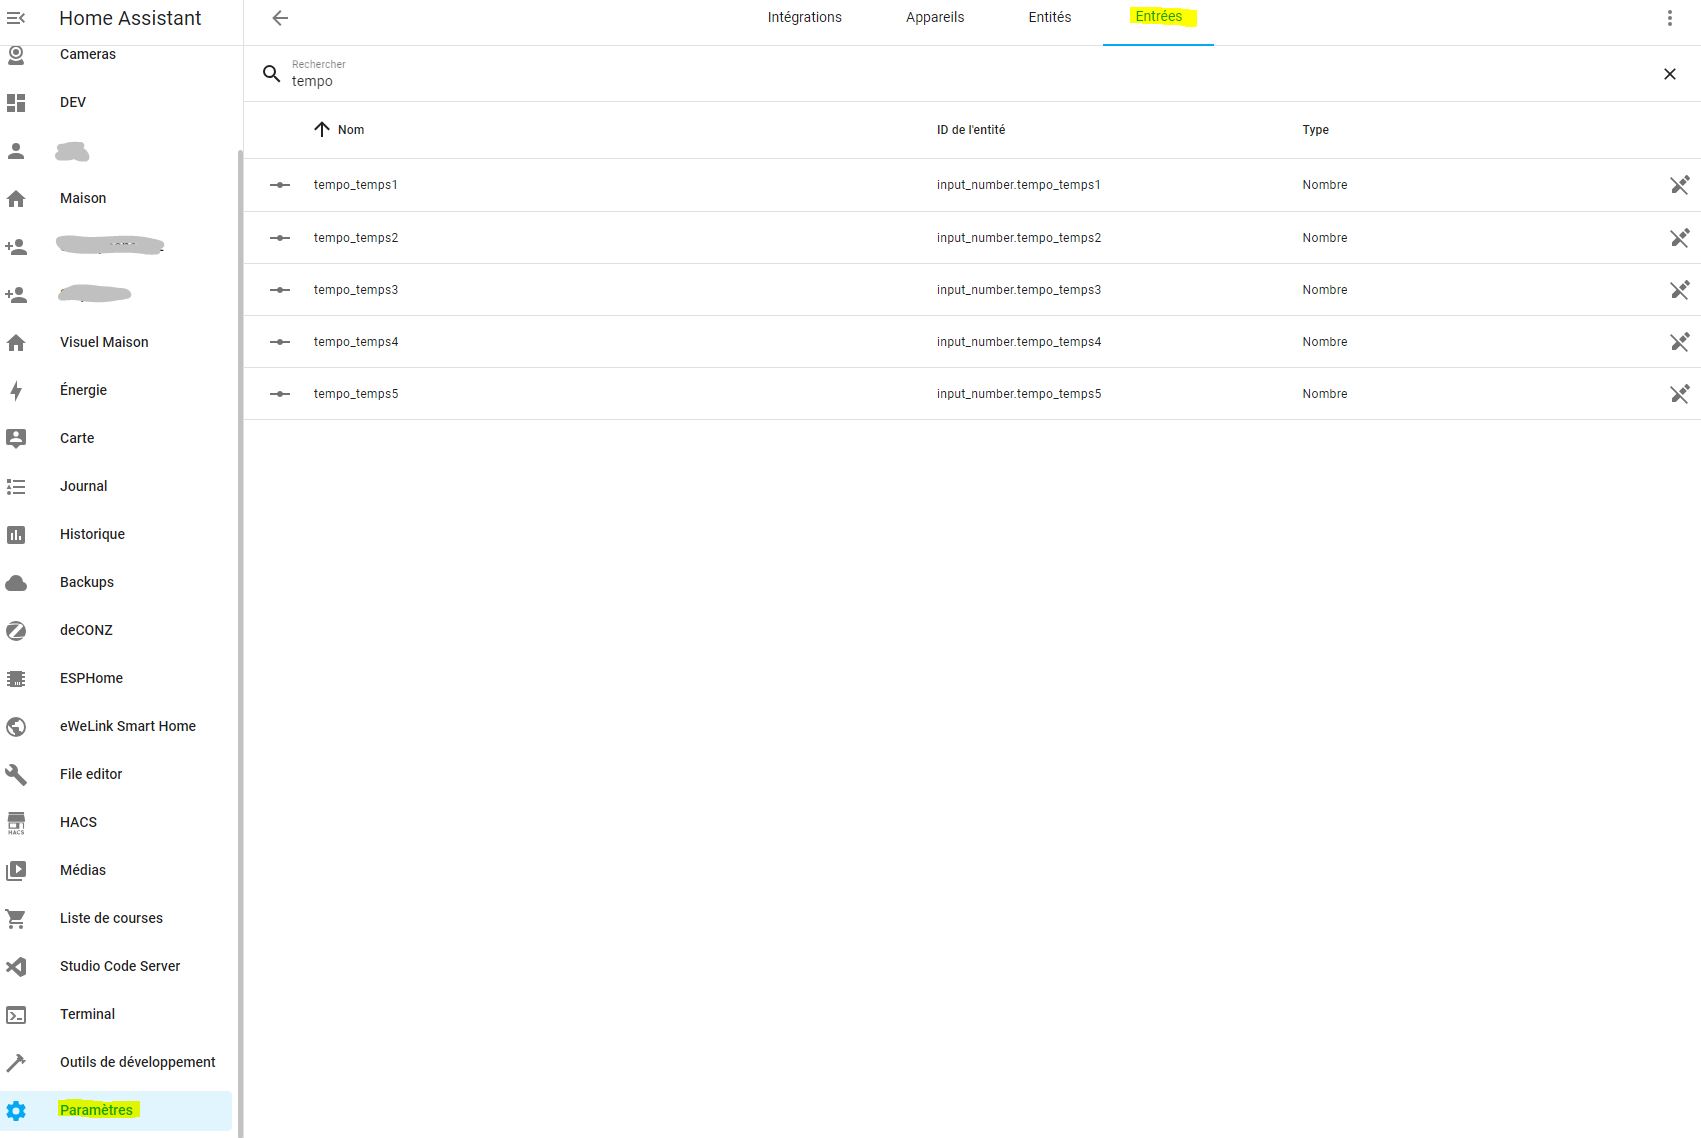 Home Assistant
Cameras
DEV
Maison
Visuel Maison
Énergie
Carte
Journal
Historique
Backups
deCONZ
ESPHome
eWeLink Smart Home
File editor
HACS
HACS
Médias
Liste de courses
Studio Code Server
Terminal
Outils de développement
Paramètres
Intégrations Appareils Entités Entrées
Rechercher
tempo
Nom ID de l'entité Type
tempo_temps1 input_number.tempo_temps1 Nombre
tempo_temps2 input_number.tempo_temps2 Nombre
tempo_temps3 input_number.tempo_temps3 Nombre
tempo_temps4 input_number.tempo_temps4 Nombre
tempo_temps5 input_number.tempo_temps5 Nombre